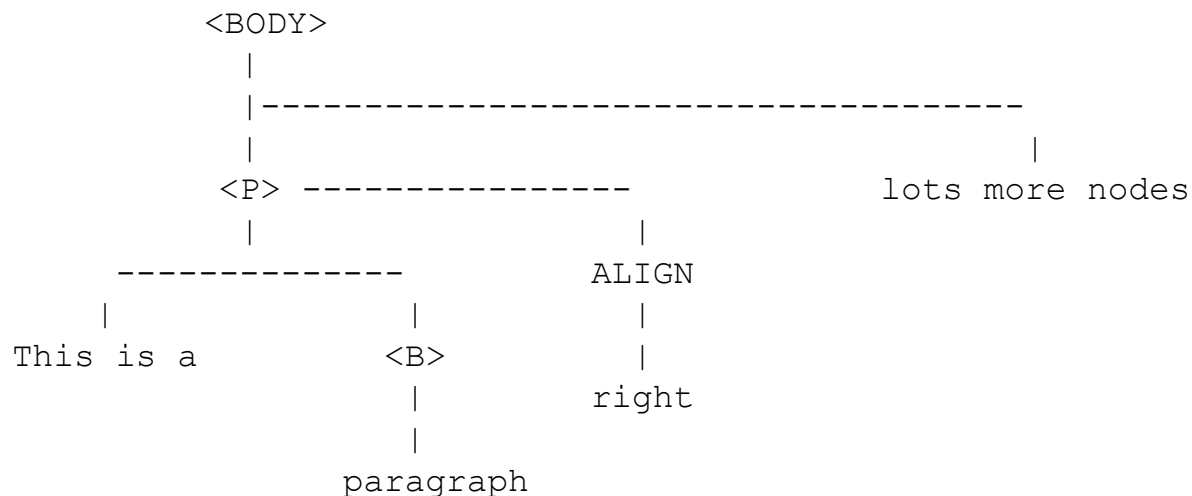 <BODY>
|
|-------------------------------------
| |
<P> ---------------- lots more nodes
| |
-------------- ALIGN
| | |
This is a <B> |
| right
|
paragraph